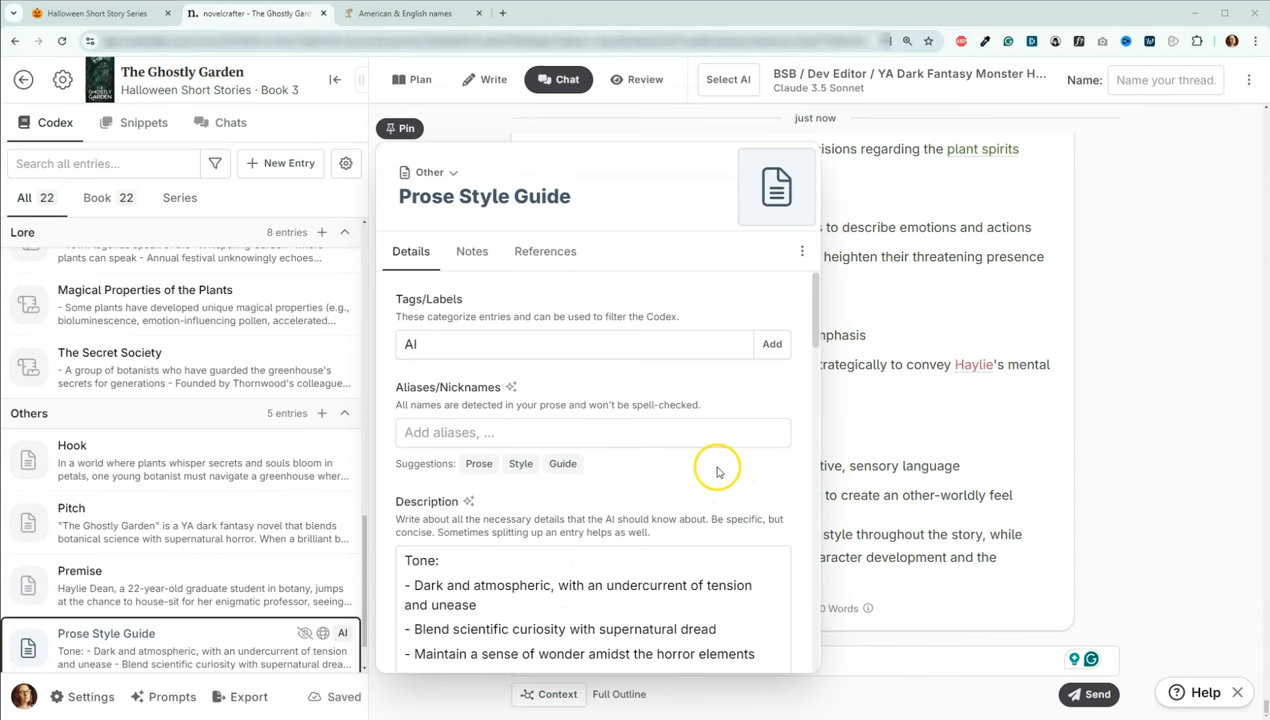 Halloween Short Story Series
novelcrafter - The Ghostly Gard
American & English names
The Ghostly Garden
Halloween Short Stories - Book 3
Plan
Write
Chat
Review
Select AI
BSB / Dev Editor / YA Dark Fantasy Monster H...
Claude 3.5 Sonnet
Name:
Name your thread.
Codex
Snippets
Chats
Search all entries...
New Entry
All 22
Book 22
Series
Lore
8 entries
plants can speak - Annual festival unknowingly echoes...
Magical Properties of the Plants
- Some plants have developed unique magical properties (e.g.,
bioluminescence, emotion-influencing pollen, accelerated...
The Secret Society
- A group of botanists who have guarded the greenhouse's
secrets for generations - Founded by Thornwood's colleague...
Others
5 entries
Hook
In a world where plants whisper secrets and souls bloom in
petals, one young botanist must navigate a greenhouse wher...
Pitch
"The Ghostly Garden" is a YA dark fantasy novel that blends
botanical science with supernatural horror. When a brilliant b...
Premise
Haylie Dean, a 22-year-old graduate student in botany, jumps
at the chance to house-sit for her enigmatic professor, seeing...
Prose Style Guide
AI
Tone: - Dark and atmospheric, with an undercurrent of tension
and unease - Blend scientific curiosity with supernatural drea...
Settings
Prompts
Export
Saved
Pin
Other
Prose Style Guide
Details
Notes
References
Tags/Labels
These categorize entries and can be used to filter the Codex.
AI
Add
Aliases/Nicknames
All names are detected in your prose and won't be spell-checked.
Add aliases, ...
Suggestions: Prose Style Guide
Description
Write about all the necessary details that the AI should know about. Be specific, but
concise. Sometimes splitting up an entry helps as well.
Tone:
- Dark and atmospheric, with an undercurrent of tension
and unease
- Blend scientific curiosity with supernatural dread
- Maintain a sense of wonder amidst the horror elements
just now
isions regarding the plant spirits
s to describe emotions and actions
heighten their threatening presence
nphasis
rategically to convey Haylie's mental
tive, sensory language
y to create an other-worldly feel
style throughout the story, while
aracter development and the
0 Words
Context
Full Outline
Send
Help